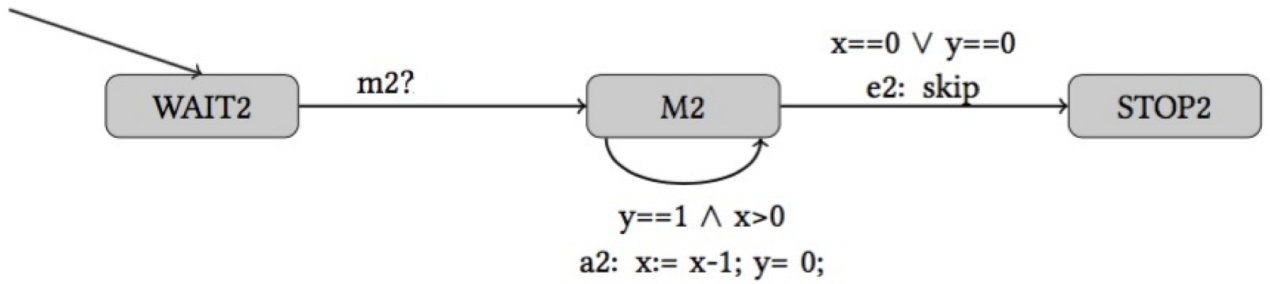 x==0 ∨ y==0
m2?
e2: skip
WAIT2
M2
STOP2
y==1 ∧ x>0
a2: x:= x-1; y= 0;